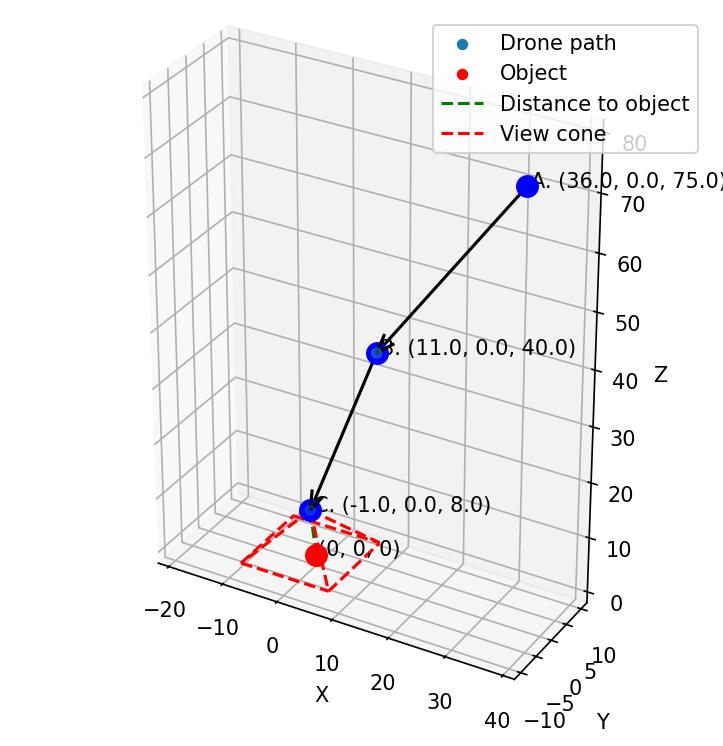 Drone path
Object
Distance to object
View cone
80
A. (36.0, 0.0, 75.0)
70
60
50
B. (11.0, 0.0, 40.0)
Z
40
30
20
C. (-1.0, 0.0, 8.0)
10
(0, 0, 0)
0
−20
−10
0
10
20
30
40
X
−10
−5
0
5
10
Y